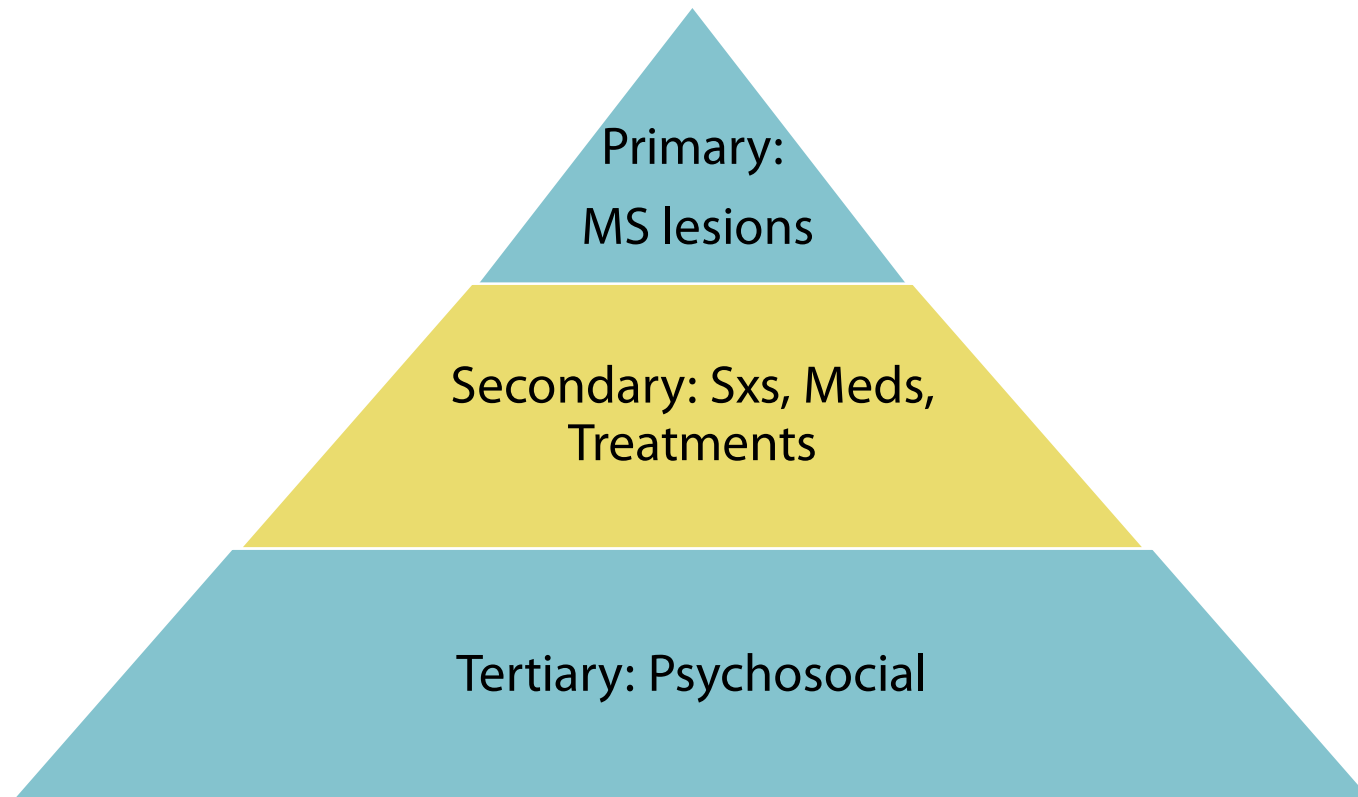 Primary:
MS lesions
Secondary: Sxs, Meds,
Treatments
Tertiary: Psychosocial